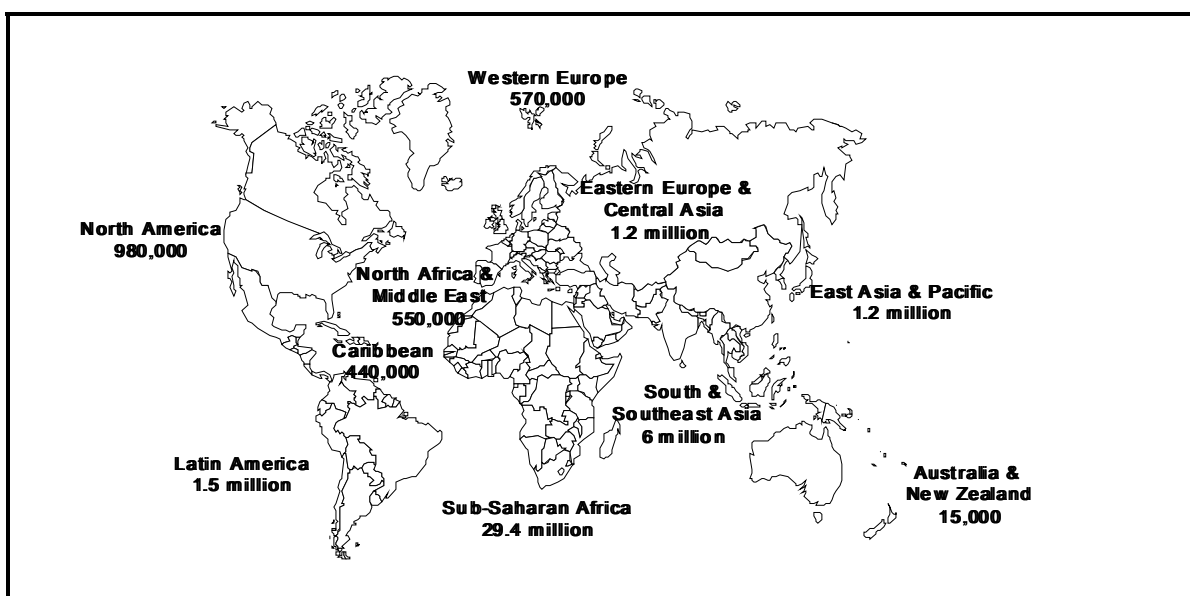 Western Europe
570,000
Eastern Europe &
Central Asia
1.2 million
North America
980,000
North Africa &
Middle East
550,000
East Asia & Pacific
1.2 million
Caribbean
440,000
South &
Southeast Asia
6 million
Latin America
1.5 million
Sub-Saharan Africa
29.4 million
Australia &
New Zealand
15,000